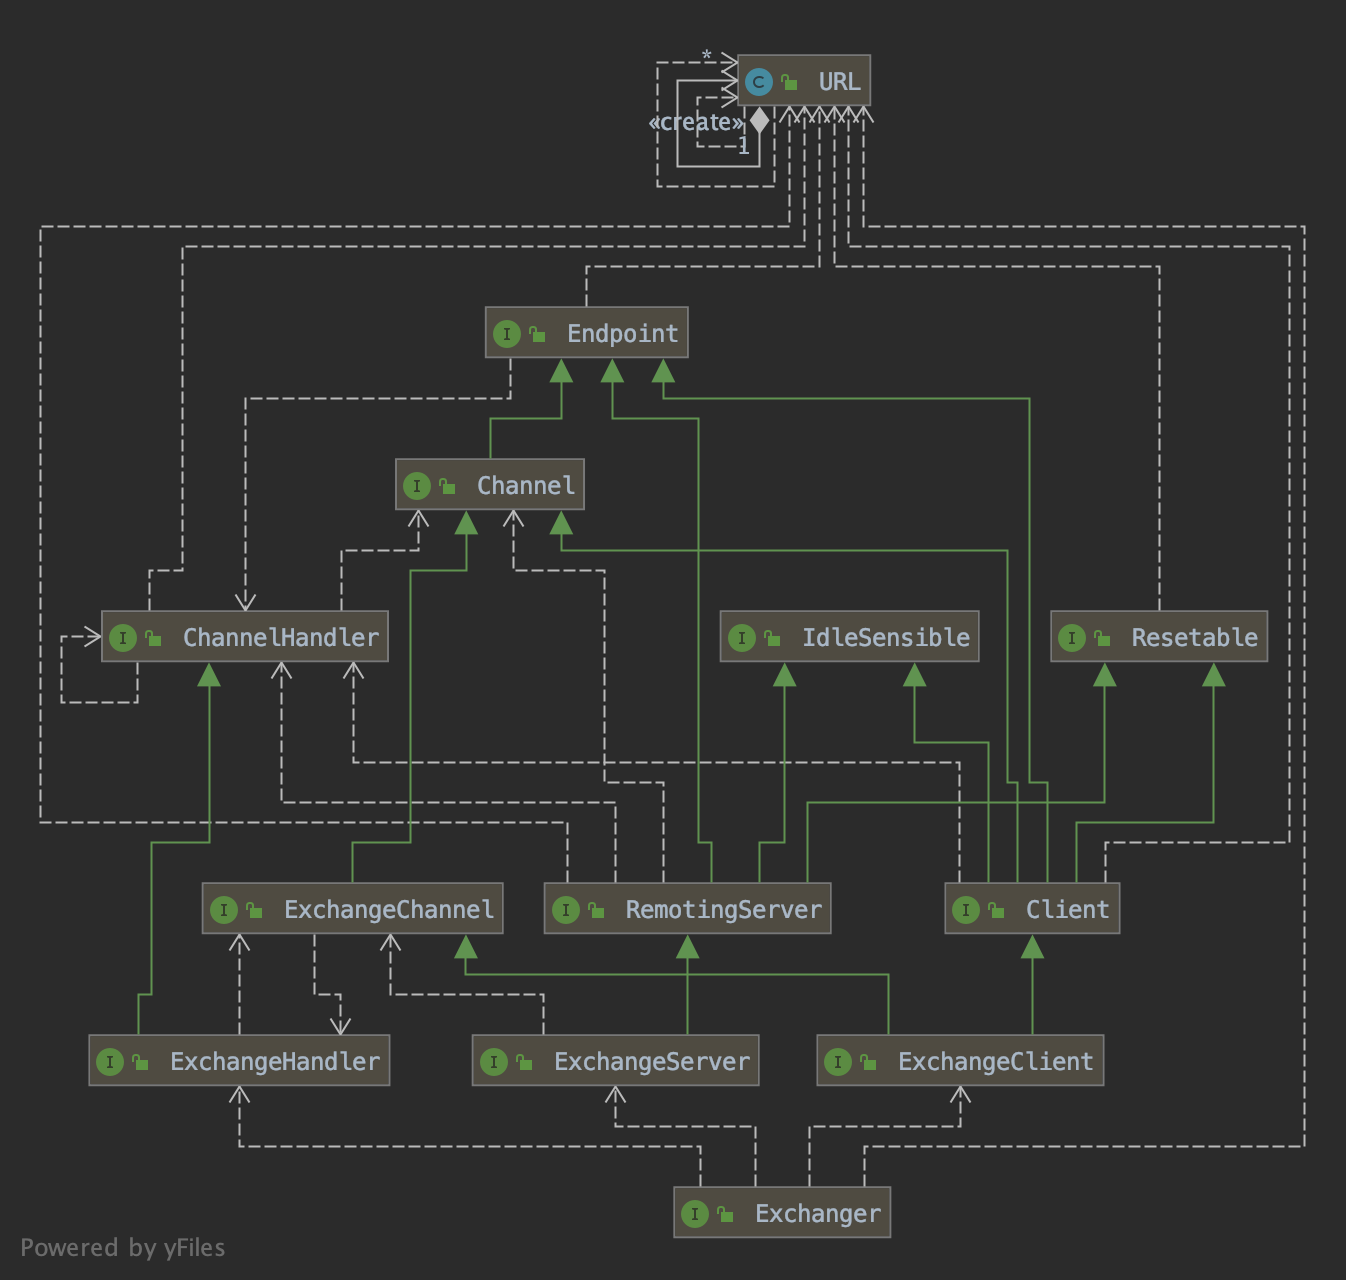 *
C URL
«create»
1
I Endpoint
I Channel
I ChannelHandler
I IdleSensible
I Resetable
I ExchangeChannel
I RemotingServer
I Client
I ExchangeHandler
I ExchangeServer
I ExchangeClient
I Exchanger
Powered by yFiles